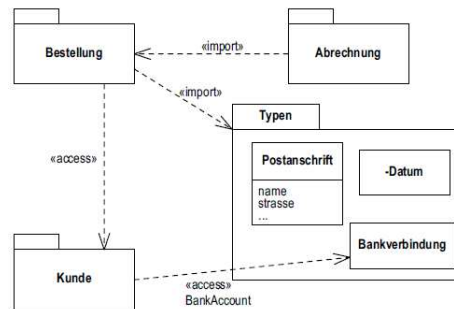 Bestellung
Abrechnung
«import»
«import»
Typen
«access»
Postanschrift
name
strasse
...
-Datum
Bankverbindung
Kunde
«access»
BankAccount